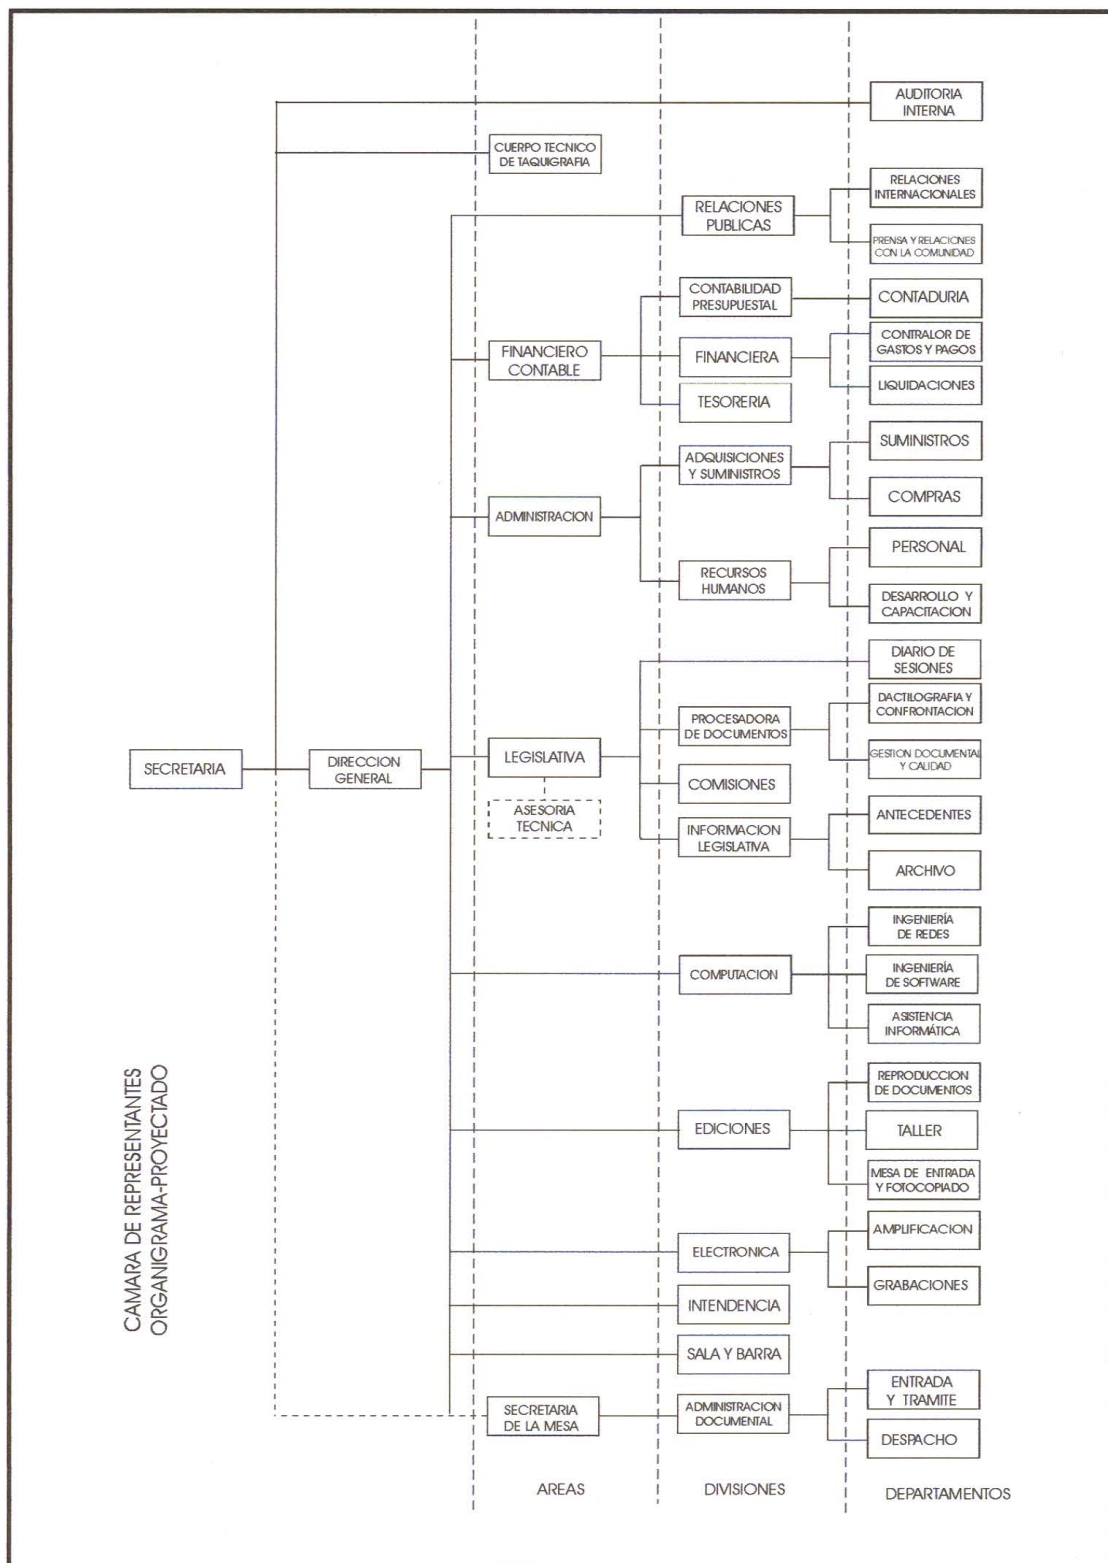 CAMARA DE REPRESENTANTES
ORGANIGRAMA-PROYECTADO
SECRETARIA
DIRECCION
GENERAL
AUDITORIA
INTERNA
CUERPO TECNICO
DE TAQUIGRAFIA
RELACIONES
PUBLICAS
RELACIONES
INTERNACIONALES
PRENSA Y RELACIONES
CON LA COMUNIDAD
FINANCIERO
CONTABLE
CONTABILIDAD
PRESUPUESTAL
CONTADURIA
FINANCIERA
CONTRALOR DE
GASTOS Y PAGOS
LIQUIDACIONES
TESORERIA
ADMINISTRACION
ADQUISICIONES
Y SUMINISTROS
SUMINISTROS
COMPRAS
RECURSOS
HUMANOS
PERSONAL
DESARROLLO Y
CAPACITACION
LEGISLATIVA
ASESORIA
TECNICA
DIARIO DE
SESIONES
PROCESADORA
DE DOCUMENTOS
DACTILOGRAFIA Y
CONFRONTACION
GESTION DOCUMENTAL
Y CALIDAD
COMISIONES
INFORMACION
LEGISLATIVA
ANTECEDENTES
ARCHIVO
COMPUTACION
INGENIERÍA
DE REDES
INGENIERÍA
DE SOFTWARE
ASISTENCIA
INFORMÁTICA
EDICIONES
REPRODUCCION
DE DOCUMENTOS
TALLER
MESA DE ENTRADA
Y FOTOCOPIADO
ELECTRONICA
AMPLIFICACION
GRABACIONES
INTENDENCIA
SALA Y BARRA
SECRETARIA
DE LA MESA
ADMINISTRACION
DOCUMENTAL
ENTRADA
Y TRAMITE
DESPACHO
AREAS
DIVISIONES
DEPARTAMENTOS